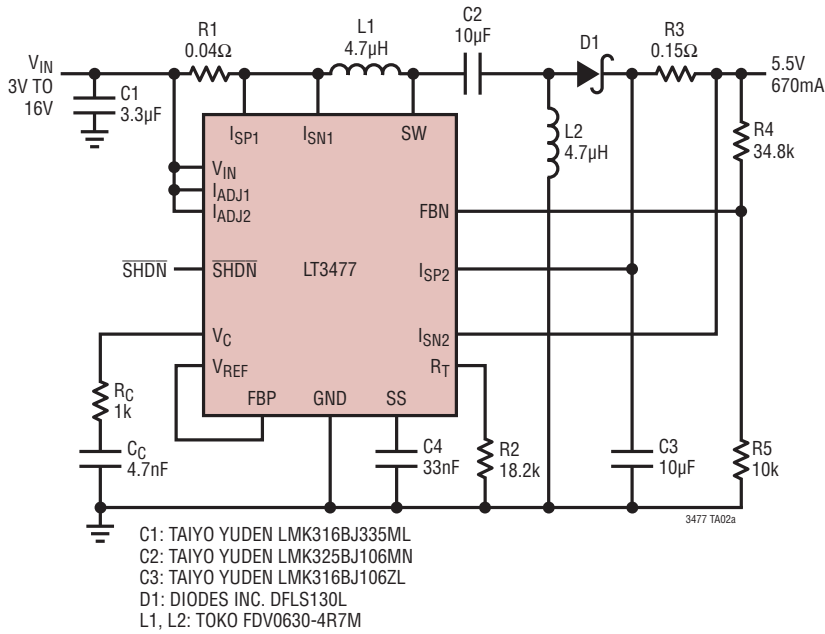 R1
0.04Ω
L1
4.7µH
C2
10µF
D1
R3
0.15Ω
VIN
3V TO
16V
5.5V
670mA
C1
3.3µF
ISP1
ISN1
SW
L2
4.7µH
R4
34.8k
VIN
IADJ1
IADJ2
FBN
SHDN
SHDN
LT3477
ISP2
VC
ISN2
VREF
RT
FBP
GND
SS
RC
1k
CC
4.7nF
C4
33nF
R2
18.2k
C3
10µF
R5
10k
3477 TA02a
C1: TAIYO YUDEN LMK316BJ335ML
C2: TAIYO YUDEN LMK325BJ106MN
C3: TAIYO YUDEN LMK316BJ106ZL
D1: DIODES INC. DFLS130L
L1, L2: TOKO FDV0630-4R7M